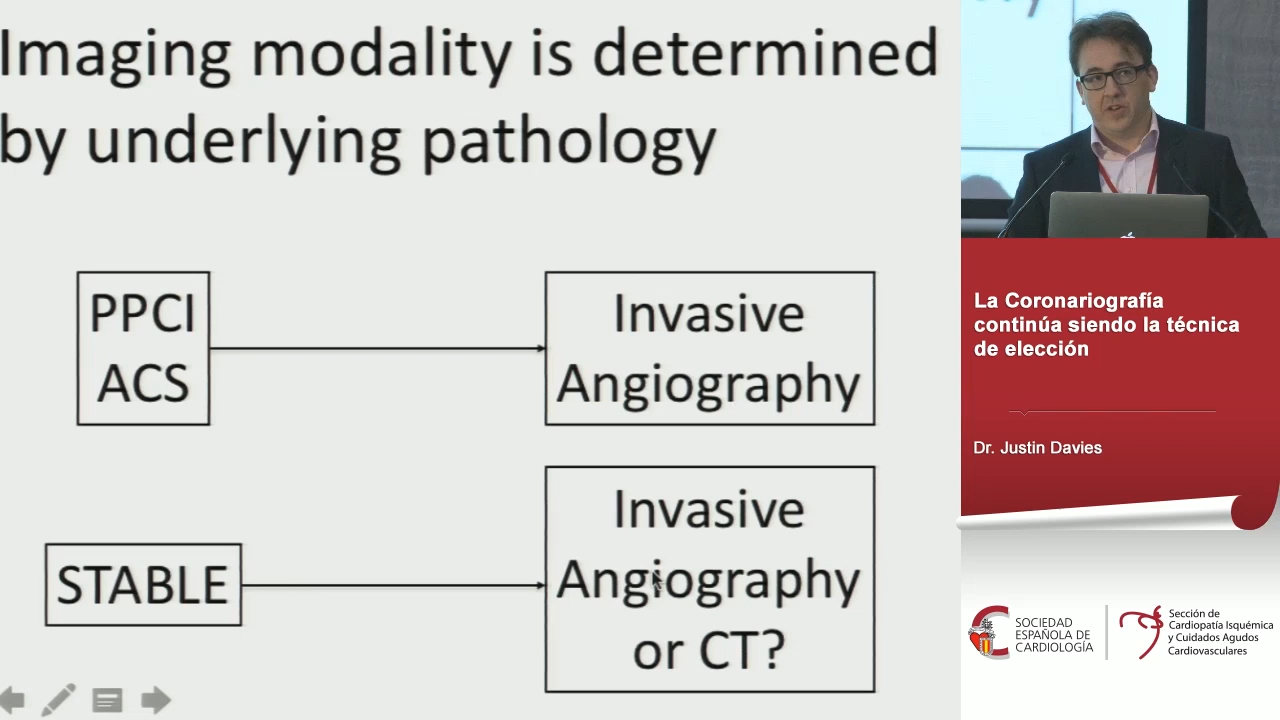 Imaging modality is determined
by underlying pathology
PPCI
ACS
Invasive
Angiography
STABLE
Invasive
Angiography
or CT?
La Coronariografía
continúa siendo la técnica
de elección
Dr. Justin Davies
SOCIEDAD
ESPAÑOLA DE
CARDIOLOGÍA
Sección de
Cardiopatía Isquémica
y Cuidados Agudos
Cardiovasculares